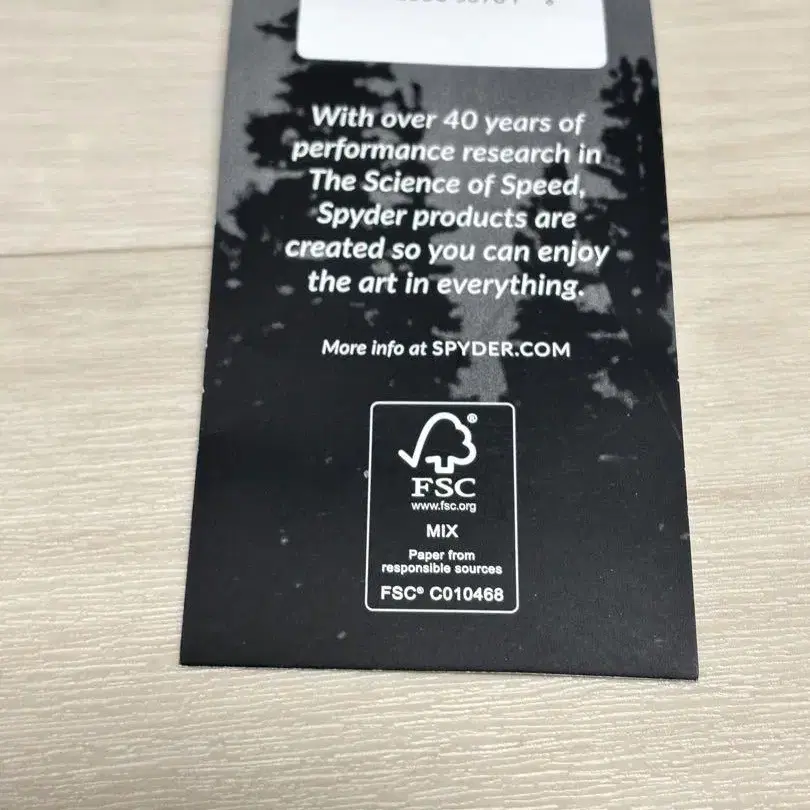 With over 40 years of
performance research in
The Science of Speed,
Spyder products are
created so you can enjoy
the art in everything.
More info at SPYDER.COM
®
FSC
www.fsc.org
MIX
Paper from
responsible sources
FSC® C010468